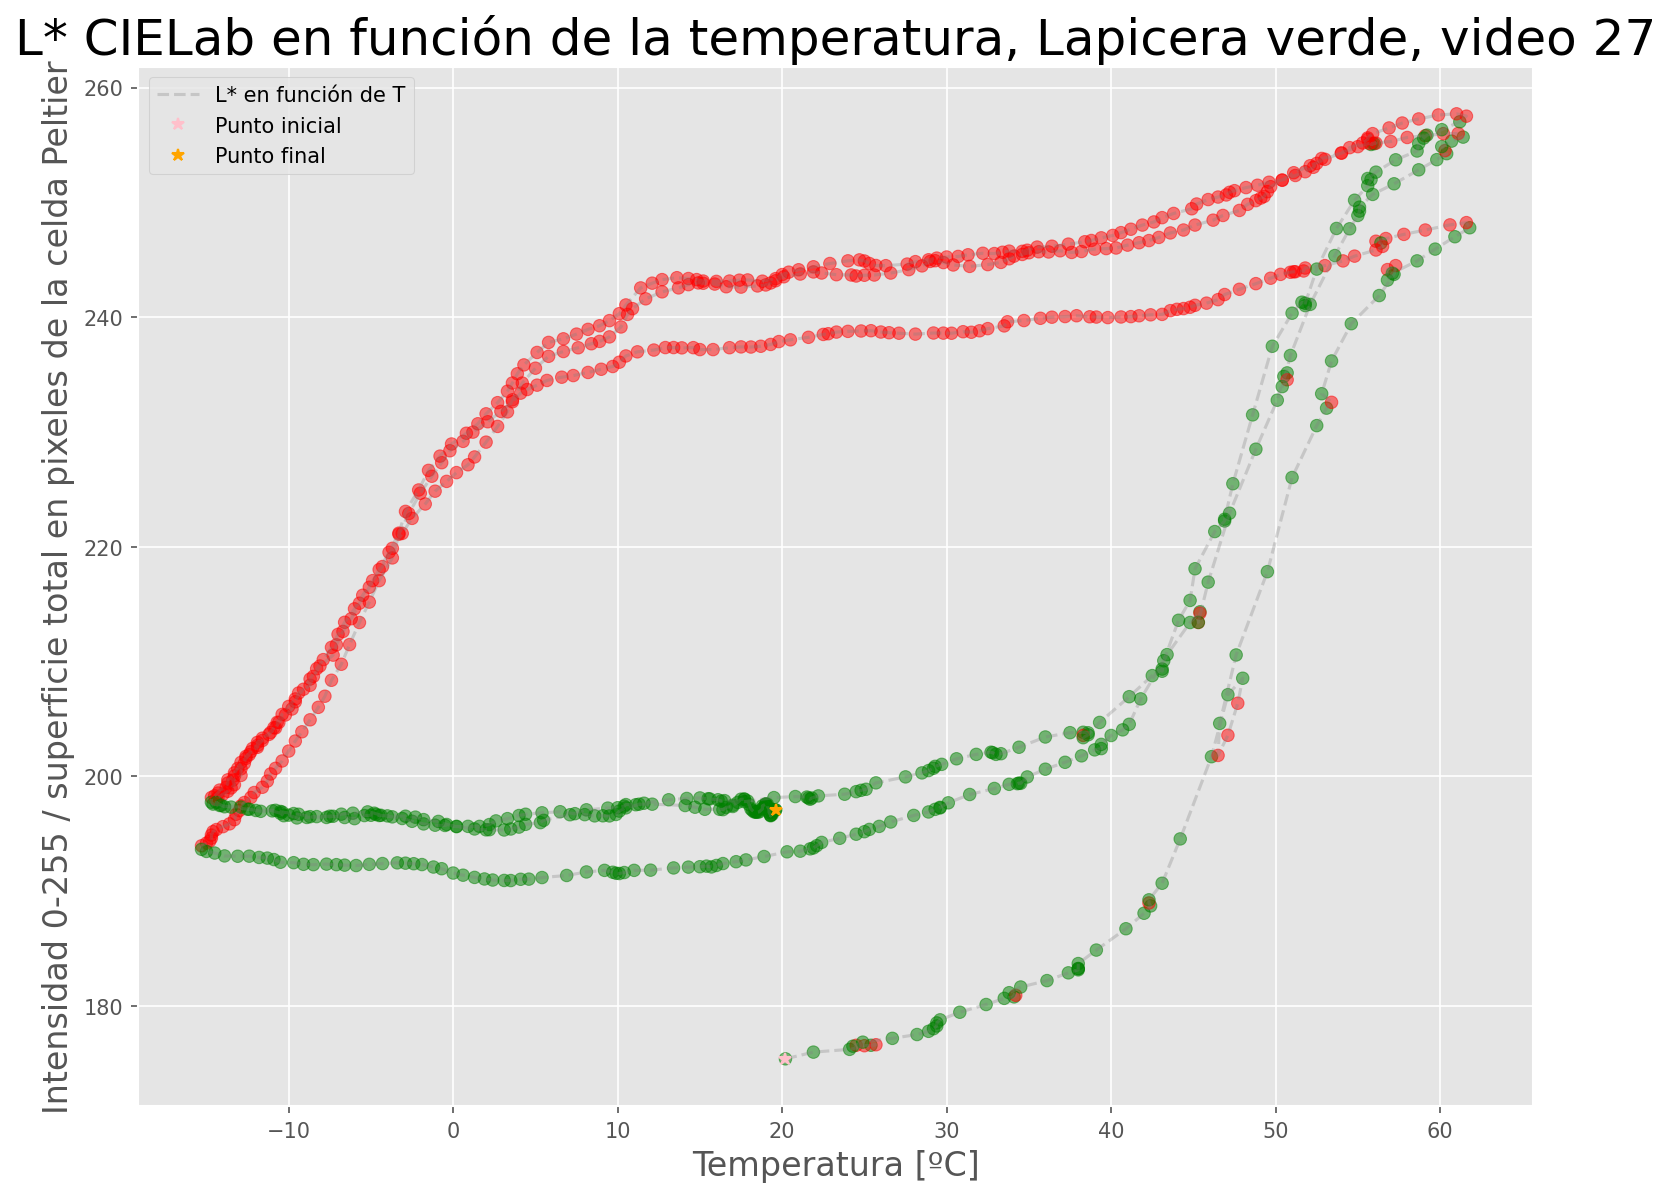 L* CIELab en función de la temperatura, Lapicera verde, video 27
Intensidad 0-255 / superficie total en pixeles de la celda Peltier
260
240
220
200
180
L* en función de T
Punto inicial
Punto final
−10
0
10
20
30
40
50
60
Temperatura [ºC]